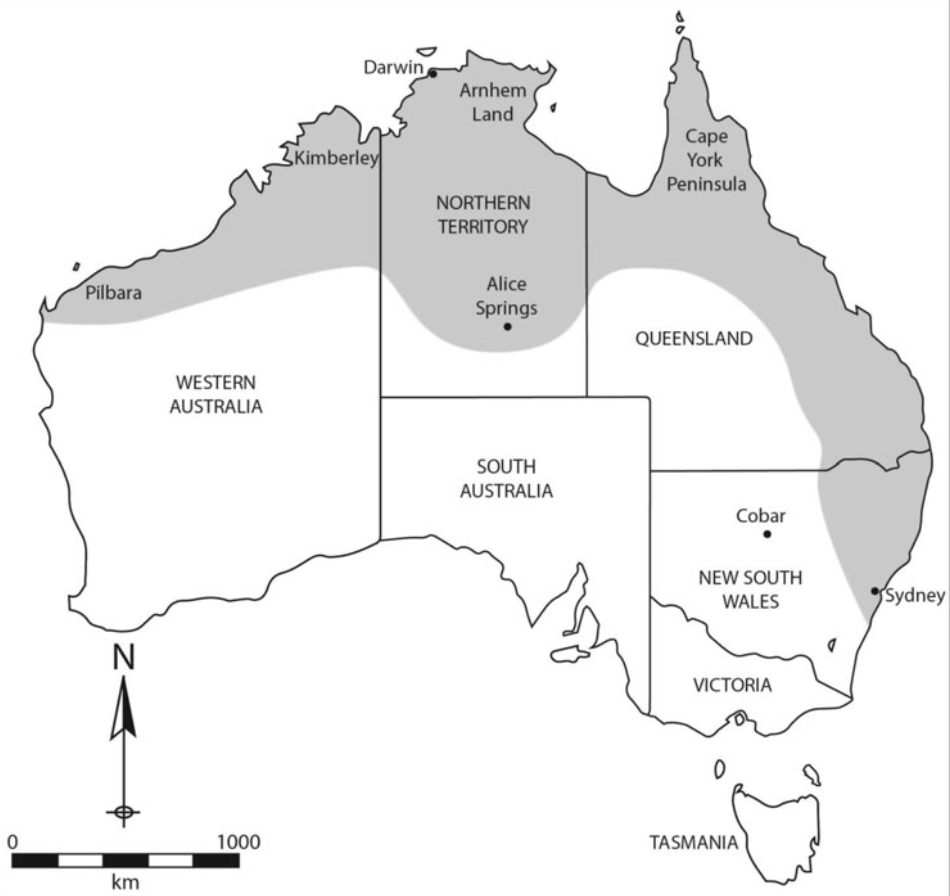 Darwin
Arnhem
Land
Cape
York
Peninsula
Kimberley
NORTHERN
TERRITORY
Pilbara
Alice
Springs
QUEENSLAND
WESTERN
AUSTRALIA
SOUTH
AUSTRALIA
Cobar
NEW SOUTH
WALES
Sydney
N
VICTORIA
TASMANIA
0 1000
km